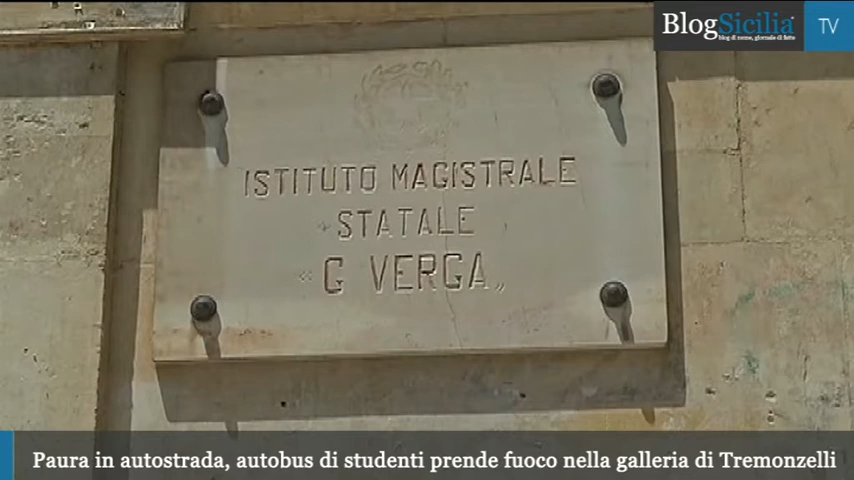 BlogSicilia
blog di nome, giornale di fatto
TV
ISTITUTO MAGISTRALE
STATALE
“ G VERGA „
Paura in autostrada, autobus di studenti prende fuoco nella galleria di Tremonzelli